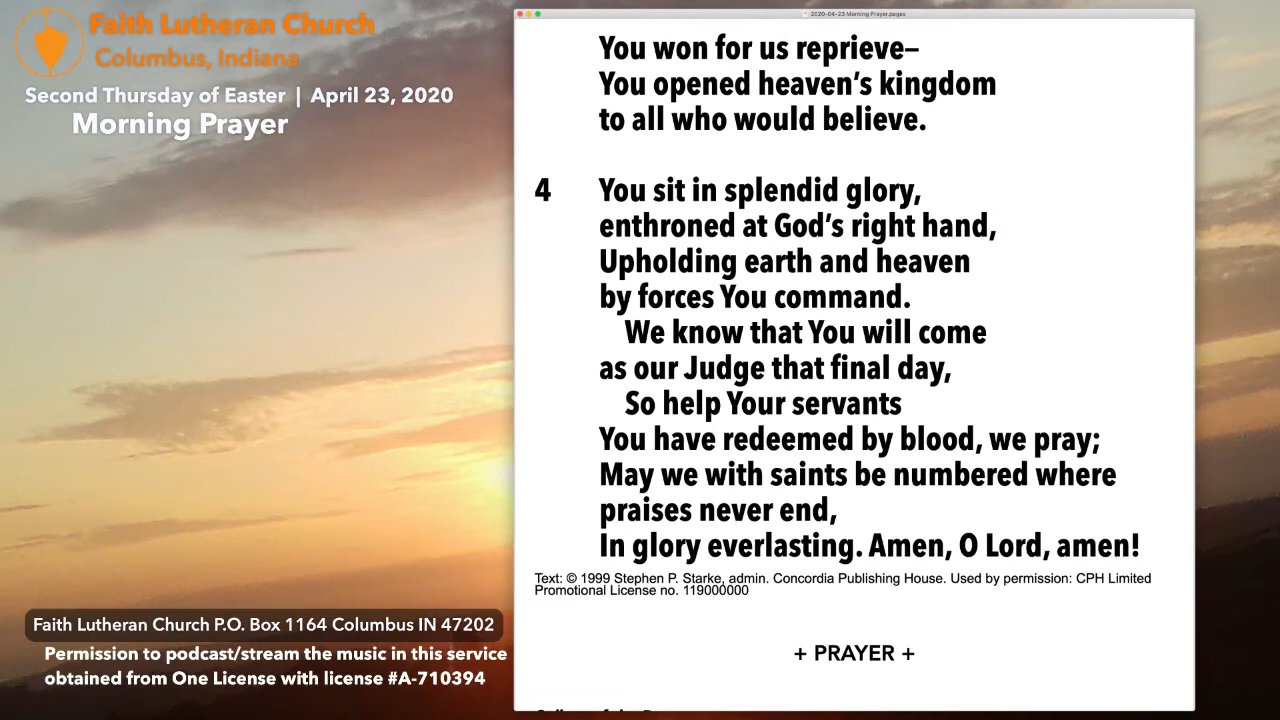 Faith Lutheran Church
Columbus, Indiana
Second Thursday of Easter | April 23, 2020
Morning Prayer
2020-04-23 Morning Prayer.pages
You won for us reprieve–
You opened heaven’s kingdom
to all who would believe.
4 You sit in splendid glory,
enthroned at God’s right hand,
Upholding earth and heaven
by forces You command.
We know that You will come
as our Judge that final day,
So help Your servants
You have redeemed by blood, we pray;
May we with saints be numbered where
praises never end,
In glory everlasting. Amen, O Lord, amen!
Text: © 1999 Stephen P. Starke, admin. Concordia Publishing House. Used by permission: CPH Limited
Promotional License no. 119000000
+ PRAYER +
Faith Lutheran Church P.O. Box 1164 Columbus IN 47202
Permission to podcast/stream the music in this service
obtained from One License with license #A-710394